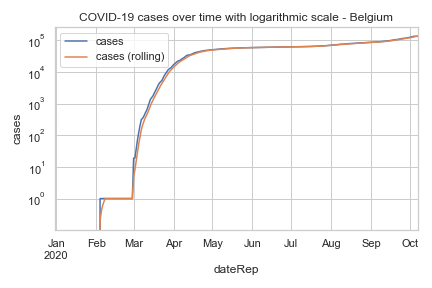 COVID-19 cases over time with logarithmic scale - Belgium
cases
cases (rolling)
10^5
10^4
10^3
10^2
10^1
10^0
cases
Jan Feb Mar Apr May Jun Jul Aug Sep Oct
2020
dateRep